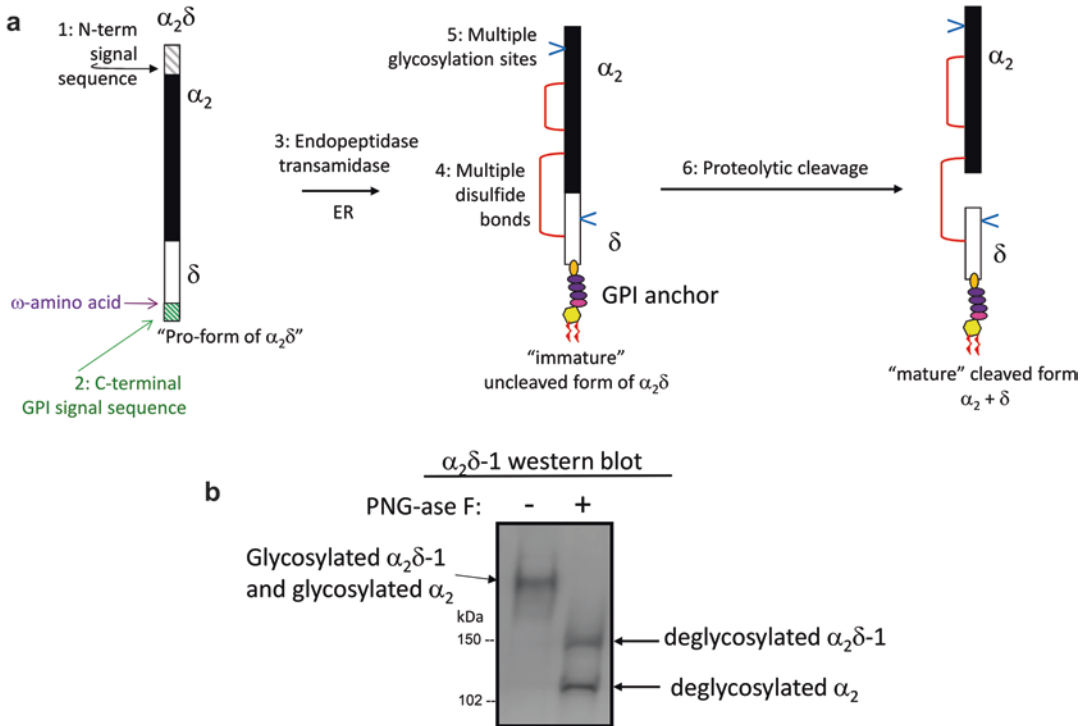 a
α₂δ
1: N-term
signal
sequence
α₂
δ
ω-amino acid
"Pro-form of α₂δ"
2: C-terminal
GPI signal sequence
3: Endopeptidase
transamidase
ER
5: Multiple
glycosylation sites
α₂
4: Multiple
disulfide
bonds
δ
GPI anchor
"immature"
uncleaved form of α₂δ
6: Proteolytic cleavage
α₂
δ
"mature" cleaved form
α₂ + δ
b
α₂δ-1 western blot
PNG-ase F: - +
Glycosylated α₂δ-1
and glycosylated α₂
kDa
150 --
102 --
deglycosylated α₂δ-1
deglycosylated α₂